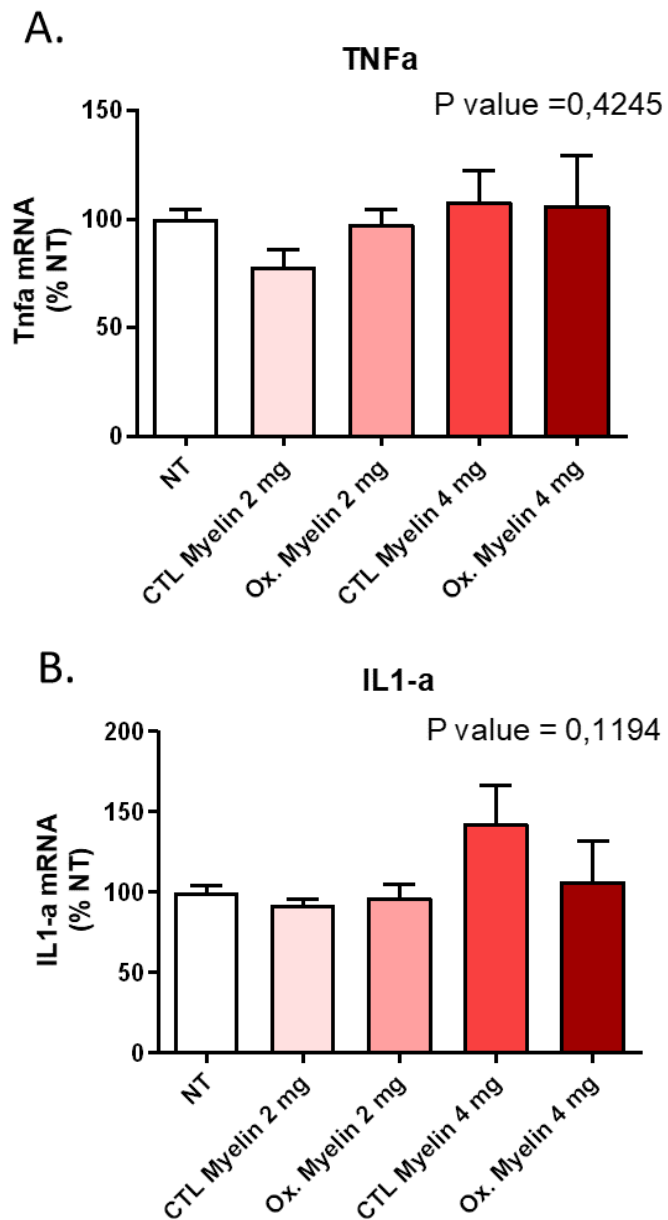 A.
TNFa
P value =0,4245
Tnfa mRNA
(% NT)
150
100
50
0
NT
CTL Myelin 2 mg
Ox. Myelin 2 mg
CTL Myelin 4 mg
Ox. Myelin 4 mg
B.
IL1-a
P value = 0,1194
IL1-a mRNA
(% NT)
200
150
100
50
0
NT
CTL Myelin 2 mg
Ox. Myelin 2 mg
CTL Myelin 4 mg
Ox. Myelin 4 mg